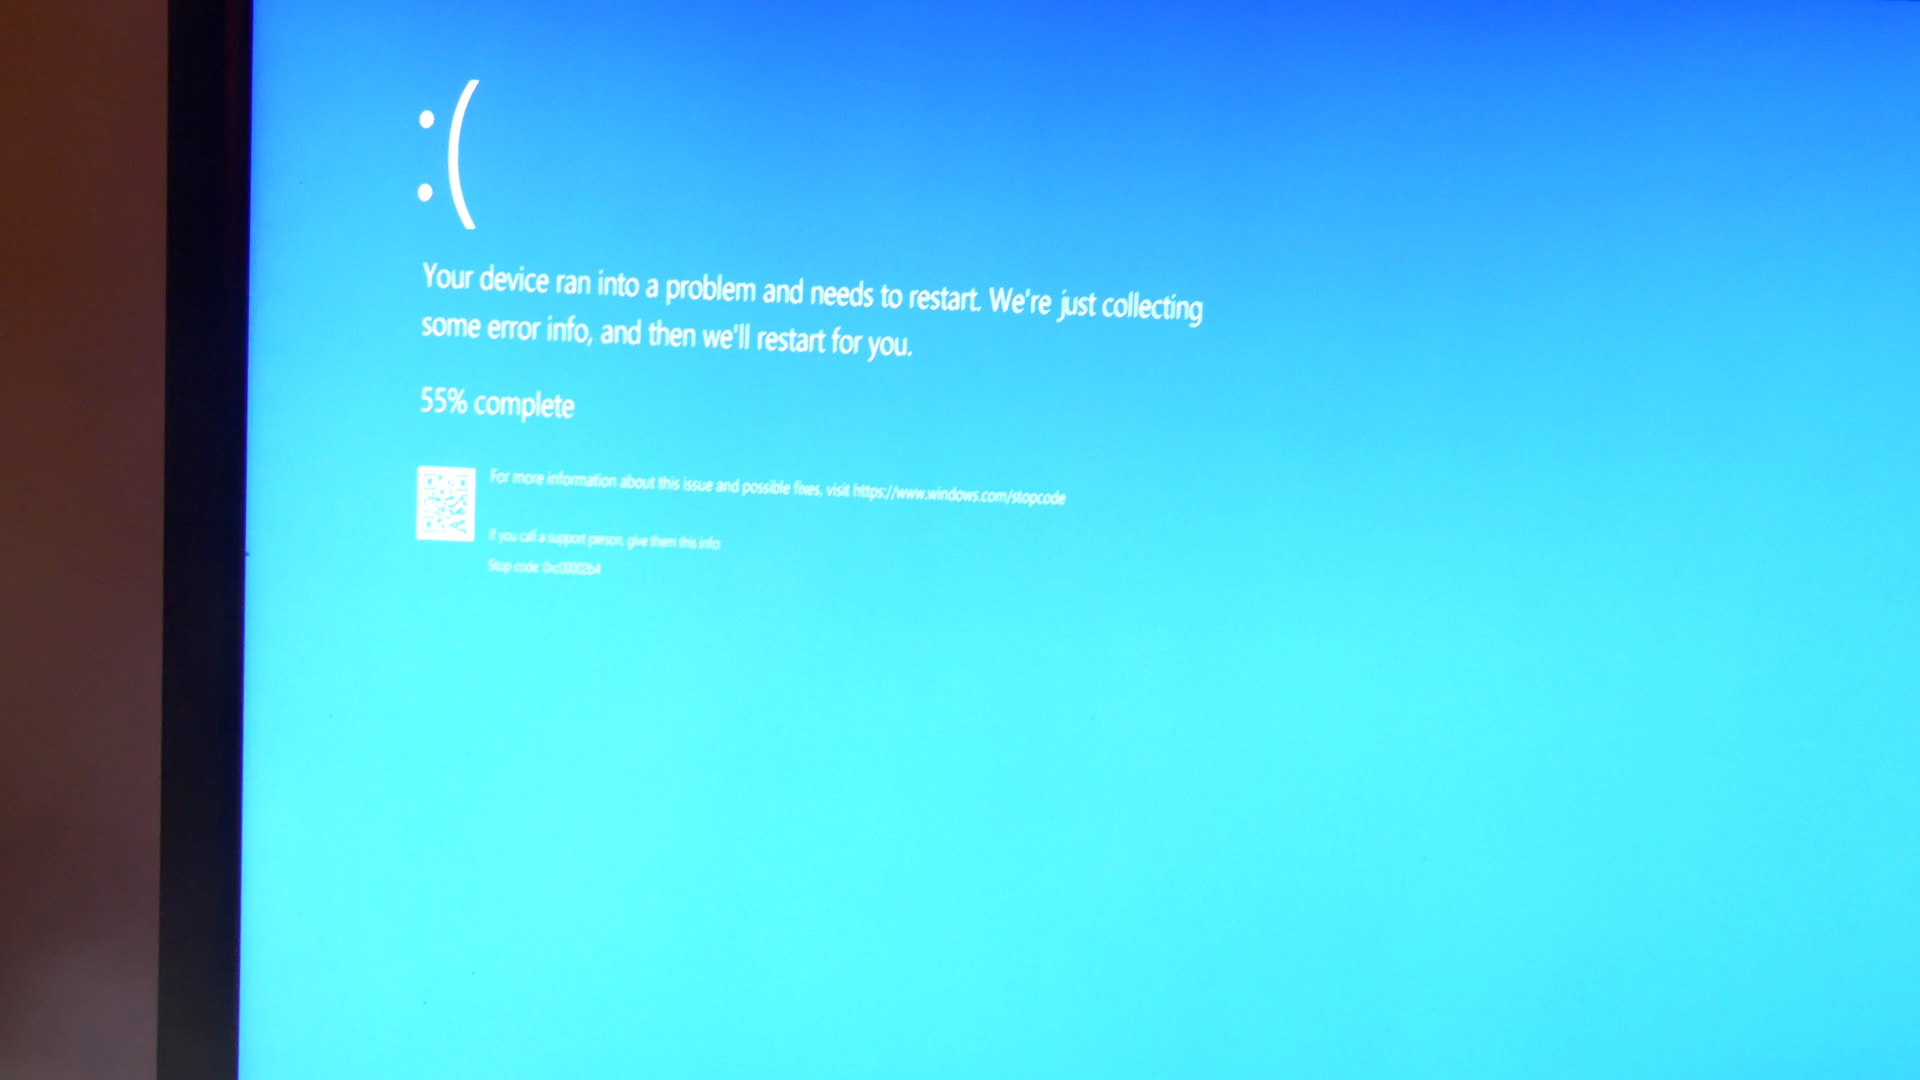 :(
Your device ran into a problem and needs to restart. We're just collecting
some error info, and then we'll restart for you.
55% complete
For more information about this issue and possible fixes, visit https://www.windows.com/stopcode
If you call a support person, give them this info:
Stop code: 0xc00002b4